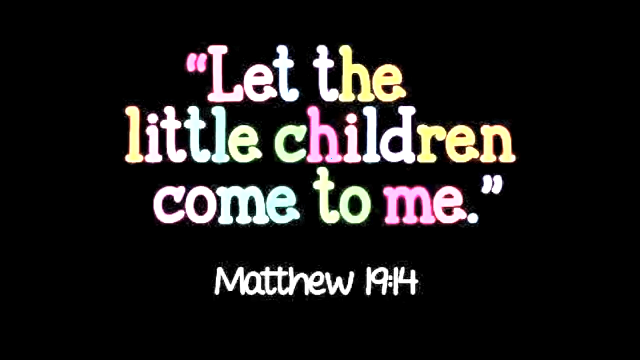 “Let the
little children
come to me.”
Matthew 19:14